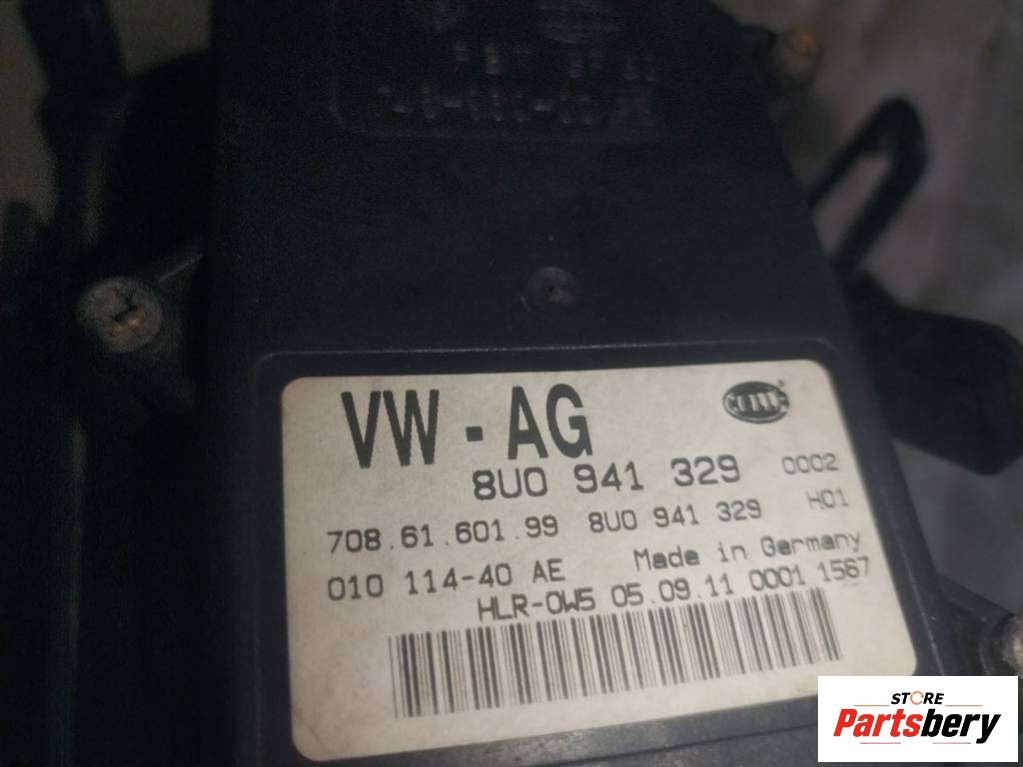 VW - AG
8U0 941 329 0002
708.61.601.99 8U0 941 329 H01
010 114-40 AE Made in Germany
HLR-0W5 05.09.11 0001 1567
STORE
Partsbery